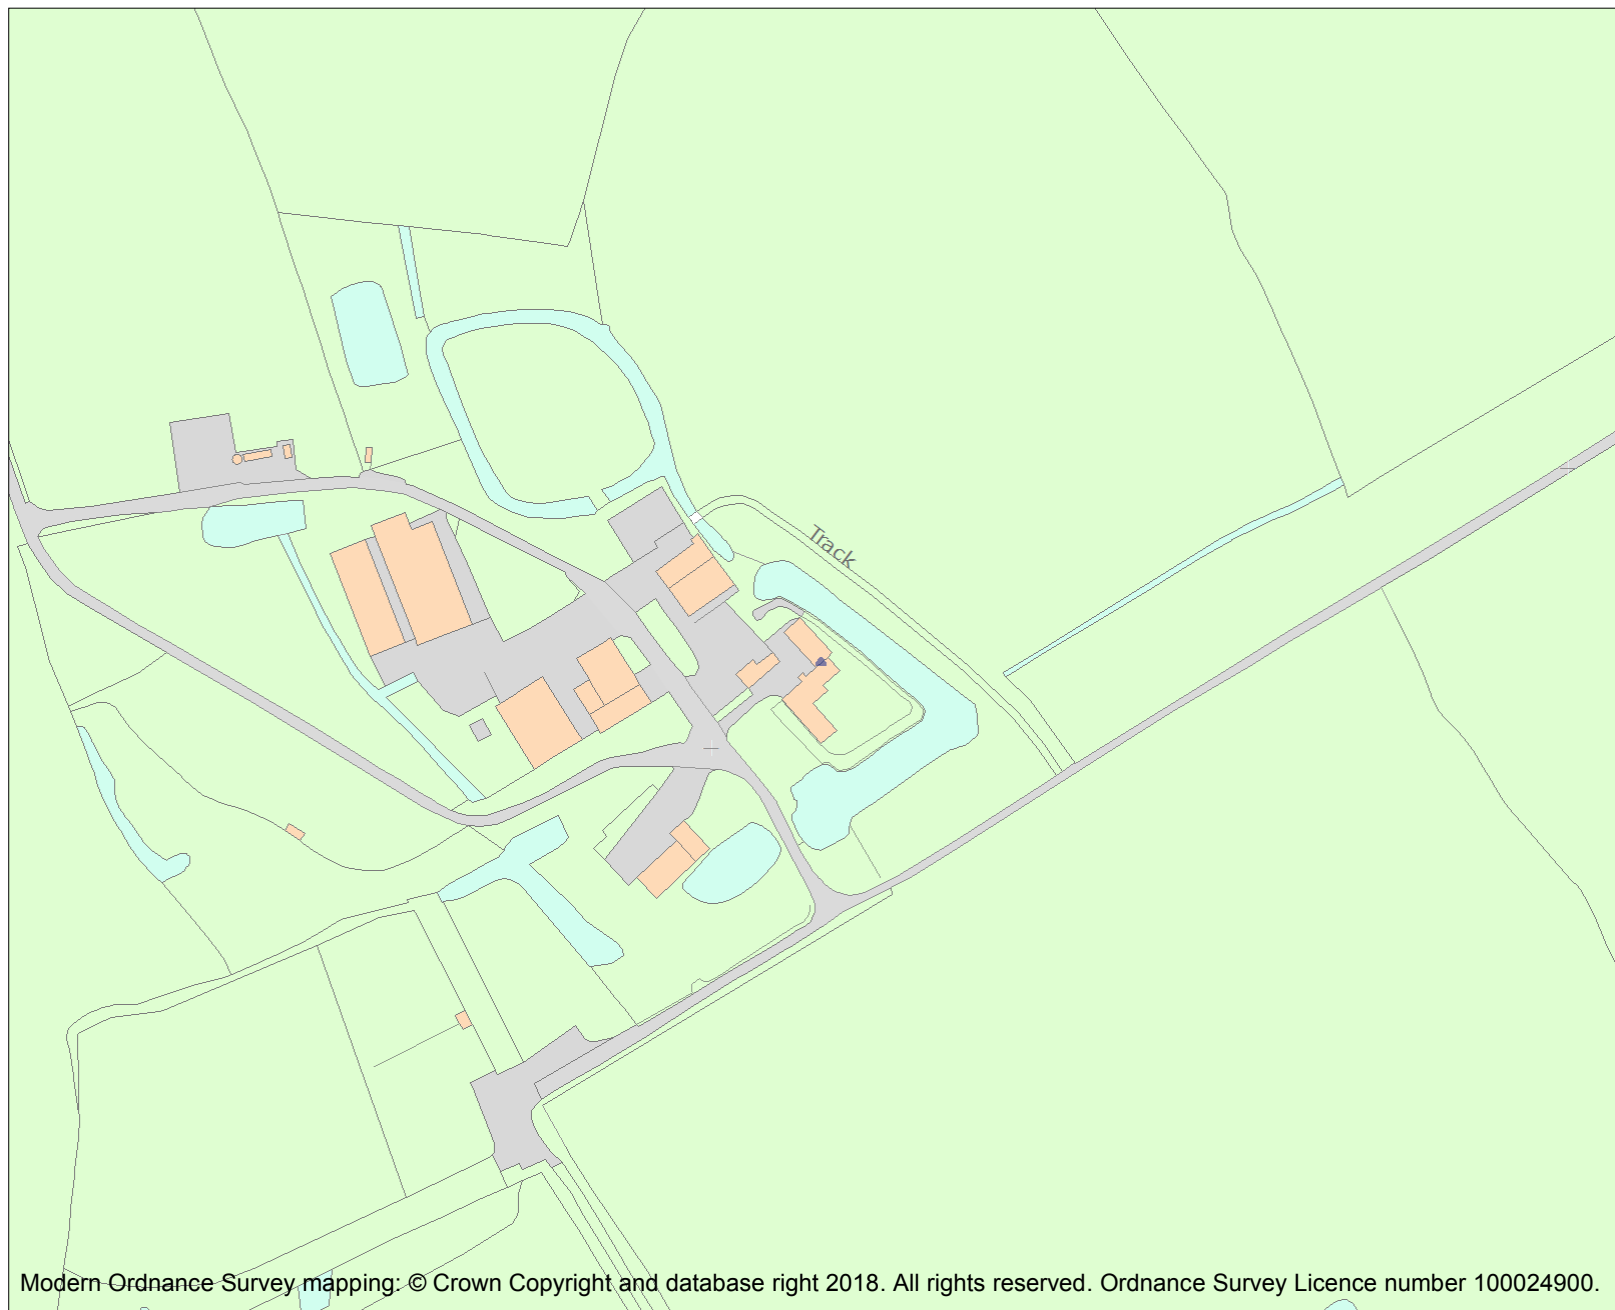 Track
Modern Ordnance Survey mapping: © Crown Copyright and database right 2018. All rights reserved. Ordnance Survey Licence number 100024900.